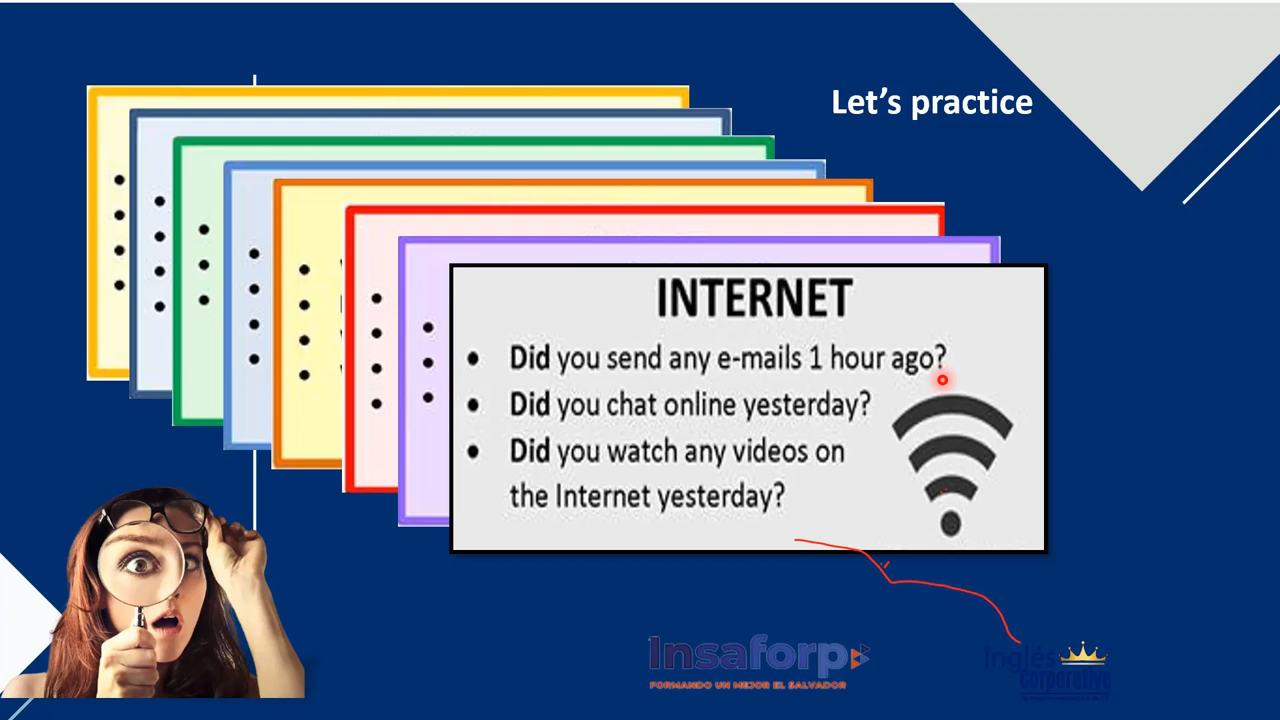 Let's practice
INTERNET
• Did you send any e-mails 1 hour ago?
• Did you chat online yesterday?
• Did you watch any videos on
the Internet yesterday?
Insaforp
FORMANDO UN MEJOR EL SALVADOR
inglés
corporativo